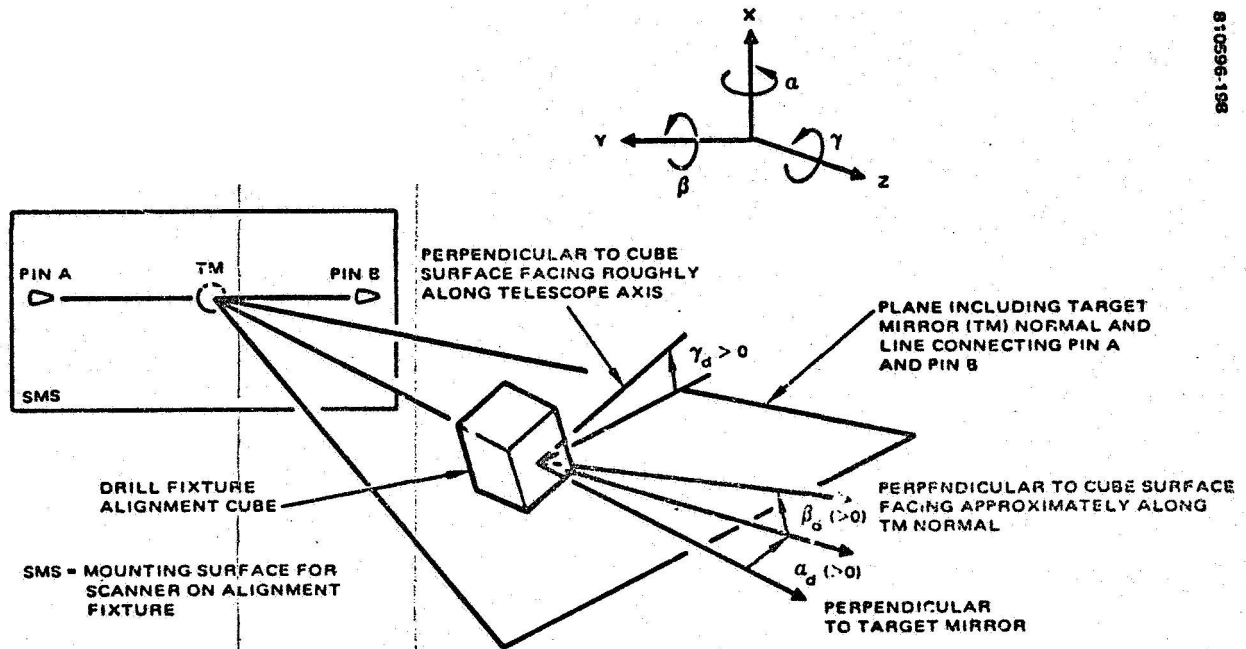 810596-198
X
α
Y
β
γ
Z
PIN A
TM
PIN B
SMS
PERPENDICULAR TO CUBE
SURFACE FACING ROUGHLY
ALONG TELESCOPE AXIS
γd > 0
PLANE INCLUDING TARGET
MIRROR (TM) NORMAL AND
LINE CONNECTING PIN A
AND PIN B
DRILL FIXTURE
ALIGNMENT CUBE
PERPENDICULAR TO CUBE SURFACE
FACING APPROXIMATELY ALONG
TM NORMAL
βd (>0)
αd (>0)
SMS = MOUNTING SURFACE FOR
SCANNER ON ALIGNMENT
FIXTURE
PERPENDICULAR
TO TARGET MIRROR